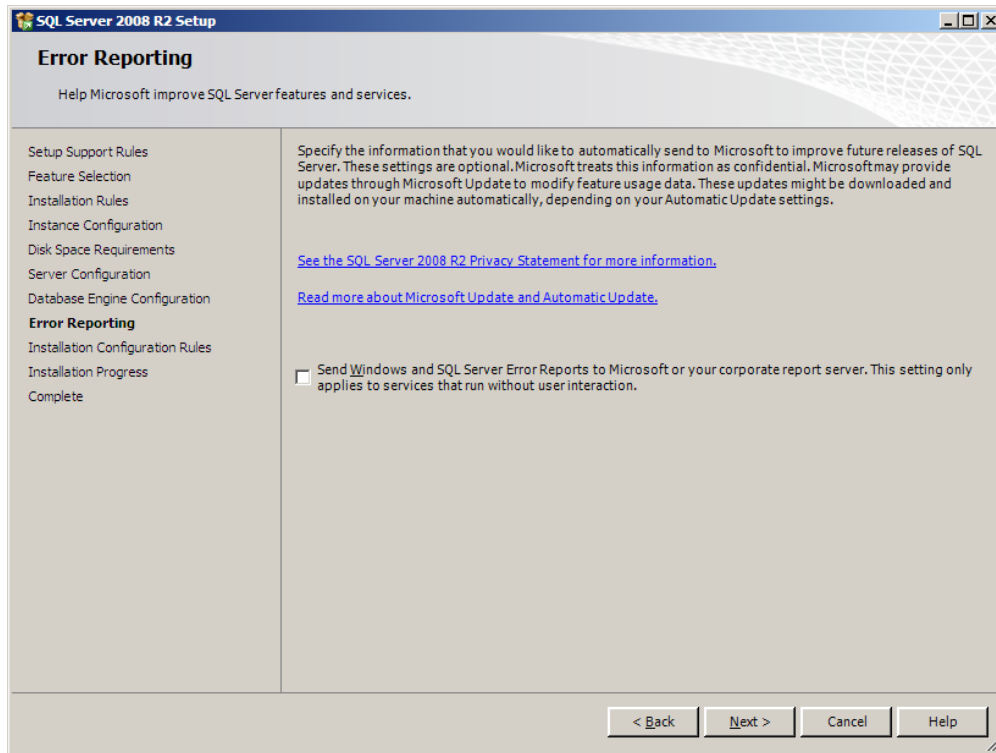 SQL Server 2008 R2 Setup
Error Reporting
Help Microsoft improve SQL Server features and services.
Setup Support Rules
Feature Selection
Installation Rules
Instance Configuration
Disk Space Requirements
Server Configuration
Database Engine Configuration
Error Reporting
Installation Configuration Rules
Installation Progress
Complete
Specify the information that you would like to automatically send to Microsoft to improve future releases of SQL
Server. These settings are optional. Microsoft treats this information as confidential. Microsoft may provide
updates through Microsoft Update to modify feature usage data. These updates might be downloaded and
installed on your machine automatically, depending on your Automatic Update settings.
See the SQL Server 2008 R2 Privacy Statement for more information.
Read more about Microsoft Update and Automatic Update.
Send Windows and SQL Server Error Reports to Microsoft or your corporate report server. This setting only
applies to services that run without user interaction.
< Back Next > Cancel Help